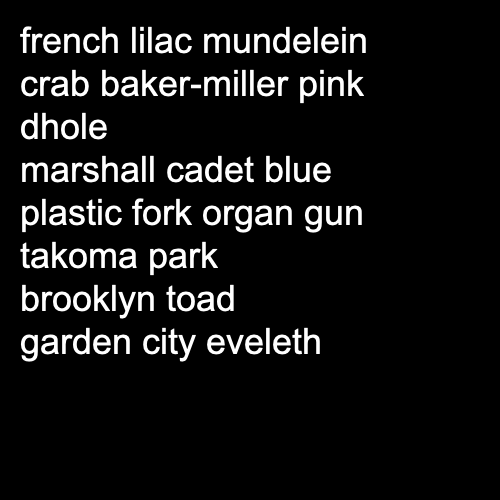 french lilac mundelein
crab baker-miller pink
dhole
marshall cadet blue
plastic fork organ gun
takoma park
brooklyn toad
garden city eveleth